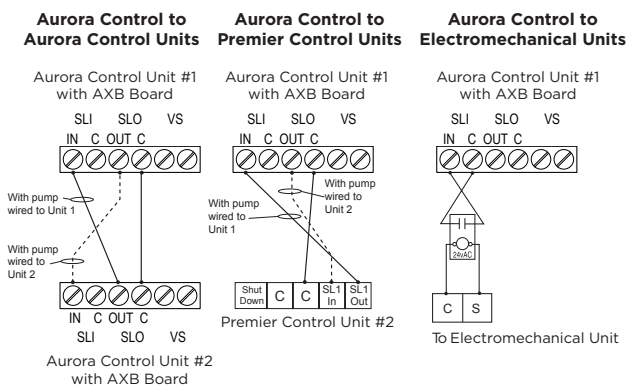 Aurora Control to
Aurora Control Units
Aurora Control Unit #1
with AXB Board
SLI SLO VS
IN C OUT C
With pump
wired to Unit 1
With pump
wired to
Unit 2
IN C OUT C
SLI SLO VS
Aurora Control Unit #2
with AXB Board
Aurora Control to
Premier Control Units
Aurora Control Unit #1
with AXB Board
SLI SLO VS
IN C OUT C
With pump
wired to
Unit 2
With pump
wired to
Unit 1
Shut
Down
C
C
SL1
In
SL1
Out
Premier Control Unit #2
Aurora Control to
Electromechanical Units
Aurora Control Unit #1
with AXB Board
SLI SLO VS
IN C OUT C
24vAC
C S
To Electromechanical Unit